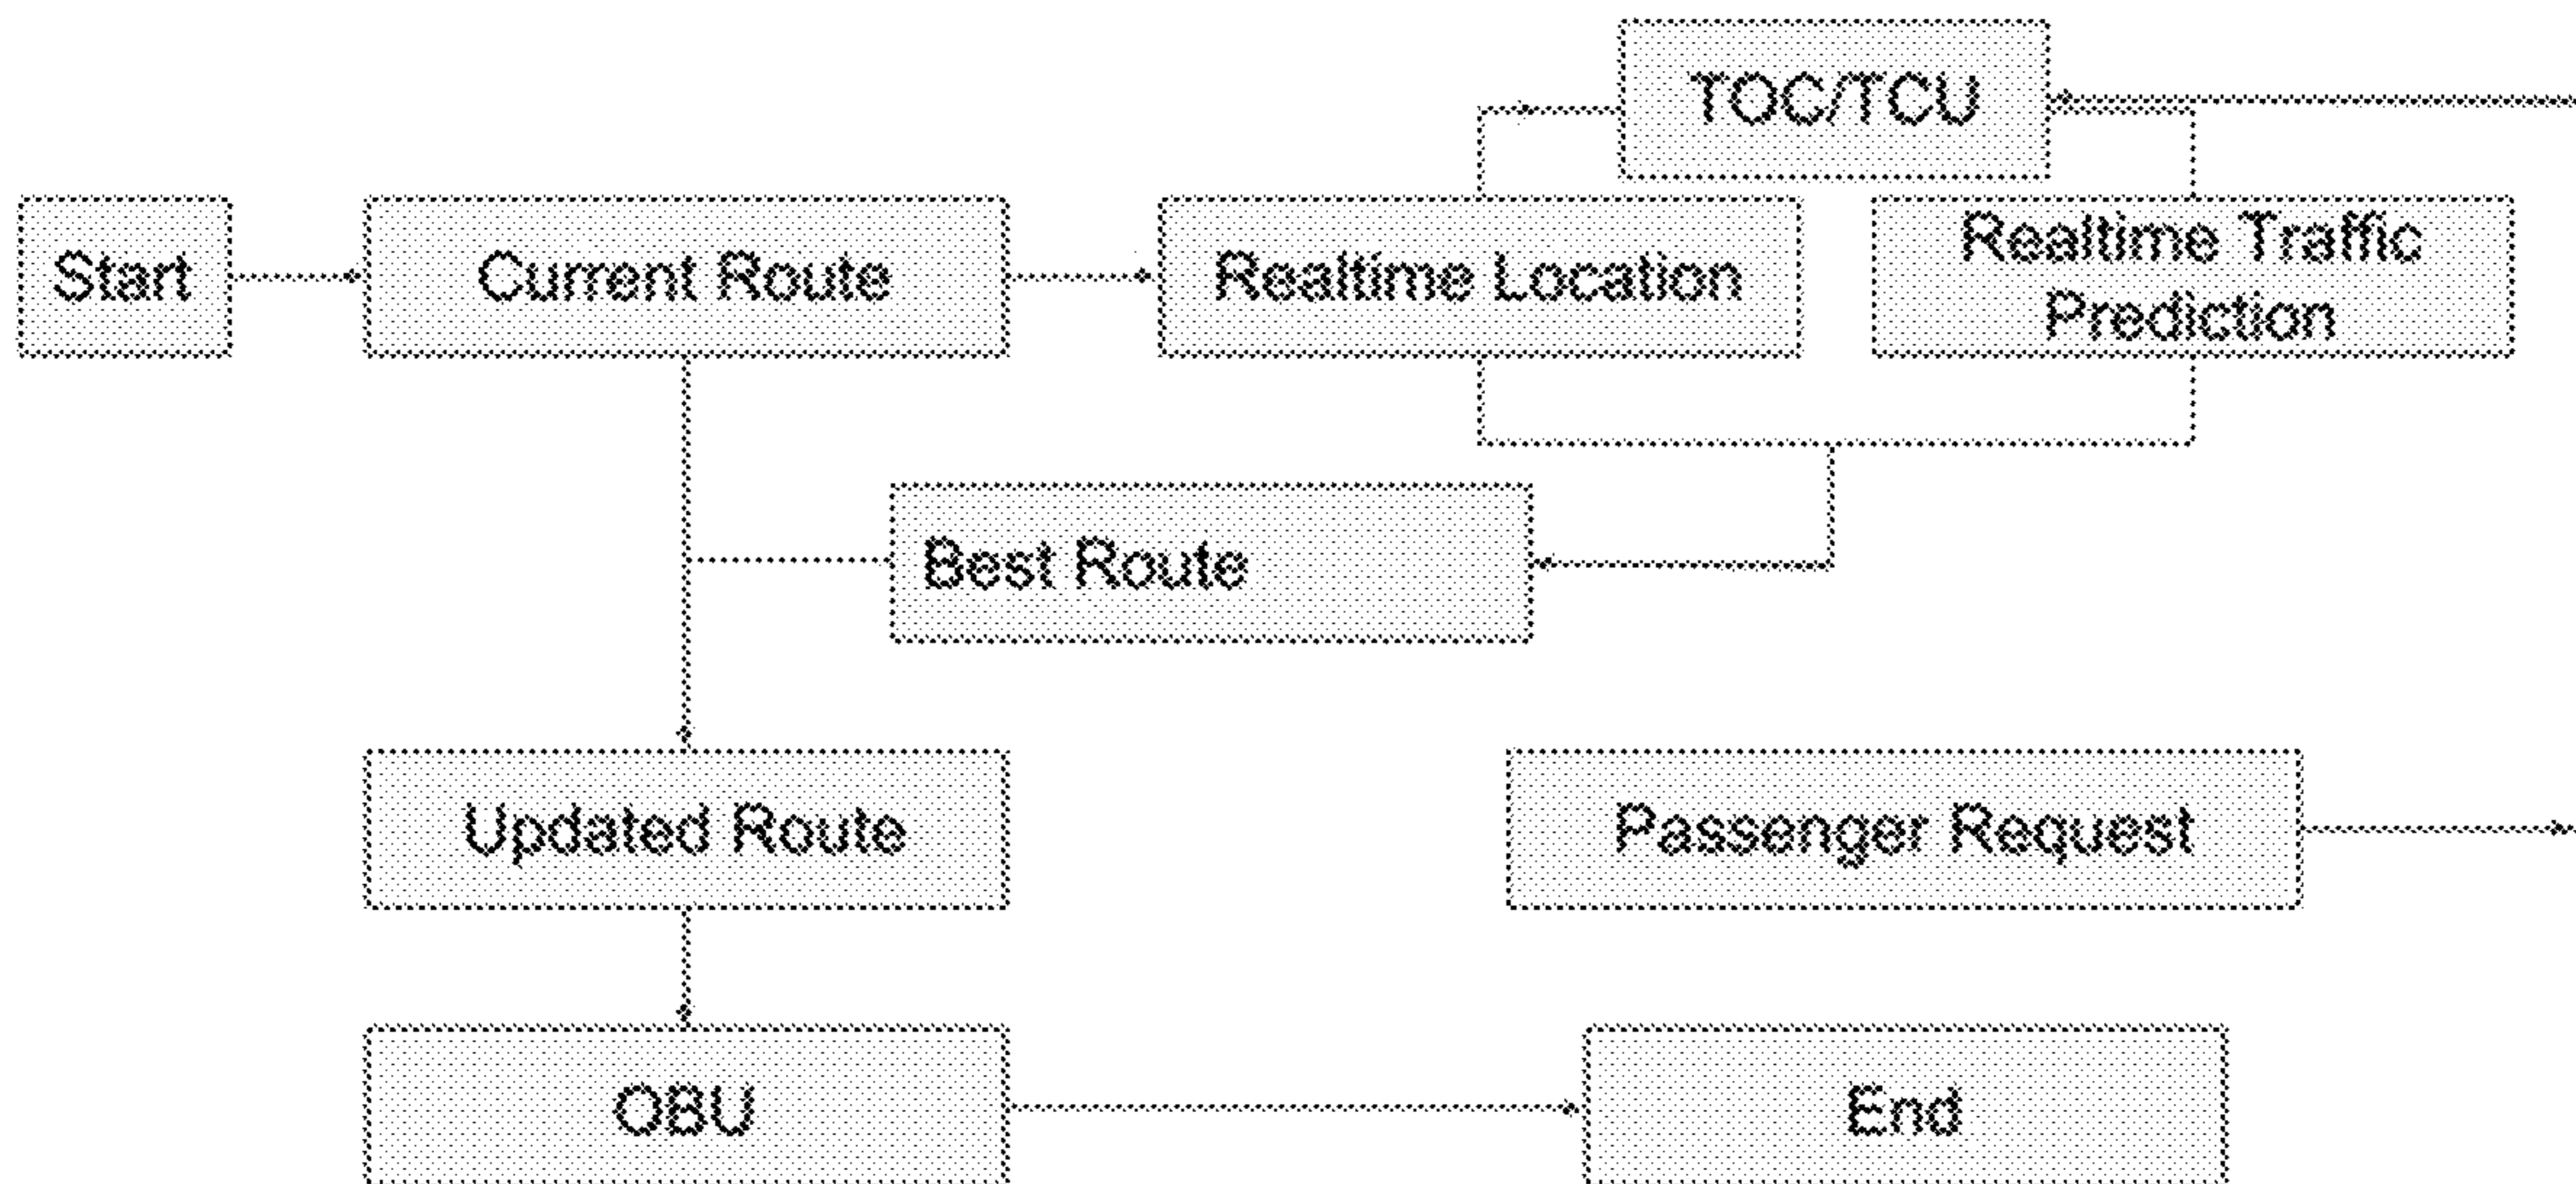 TOC/TCU
Start
Current Route
Realtime Location
Realtime Traffic
Prediction
Best Route
Updated Route
Passenger Request
OBU
End